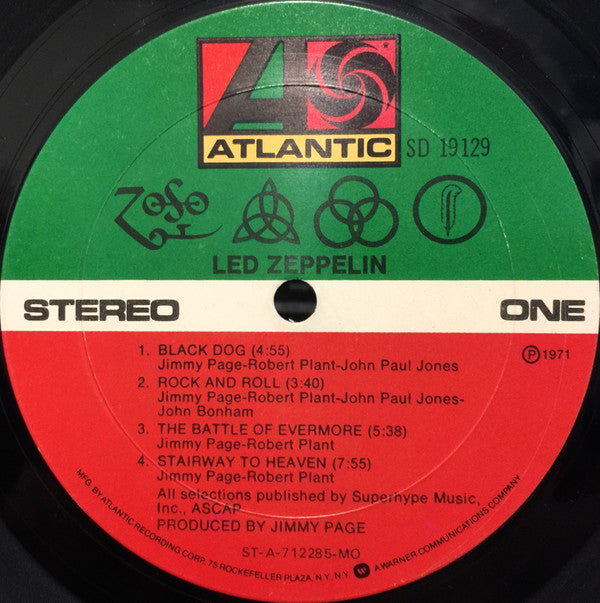 ATLANTIC SD 19129
LED ZEPPELIN
STEREO ONE
℗ 1971
1. BLACK DOG (4:55)
Jimmy Page-Robert Plant-John Paul Jones
2. ROCK AND ROLL (3:40)
Jimmy Page-Robert Plant-John Paul Jones-
John Bonham
3. THE BATTLE OF EVERMORE (5:38)
Jimmy Page-Robert Plant
4. STAIRWAY TO HEAVEN (7:55)
Jimmy Page-Robert Plant
All selections published by Superhype Music,
Inc., ASCAP
PRODUCED BY JIMMY PAGE
ST-A-712285-MO
MFG. BY ATLANTIC RECORDING CORP. 75 ROCKEFELLER PLAZA, N.Y. N.Y. A WARNER COMMUNICATIONS COMPANY